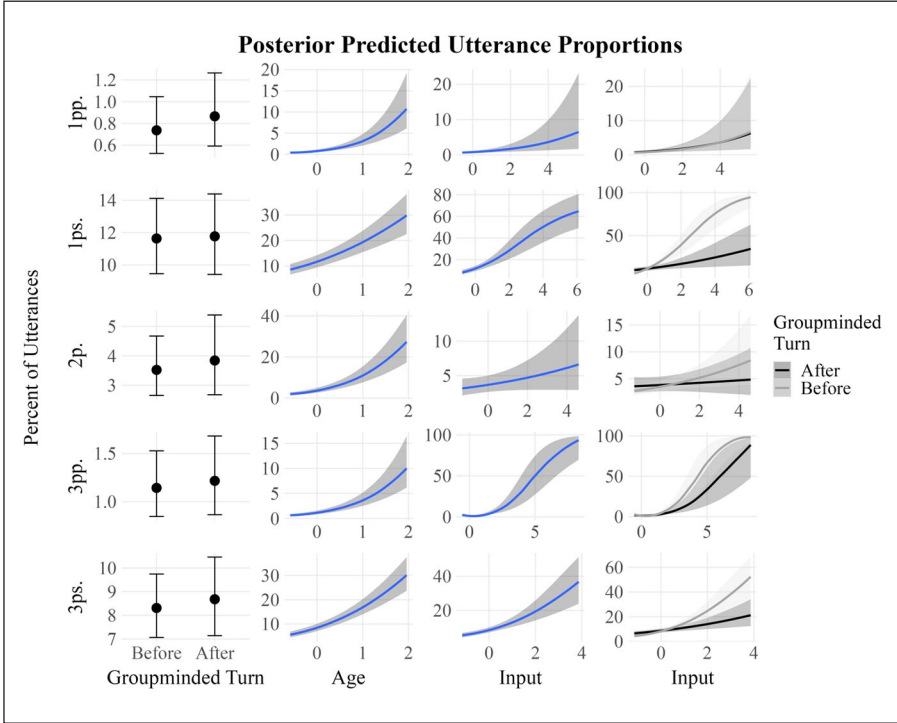 Posterior Predicted Utterance Proportions
Percent of Utterances
1pp.
1.2
1.0
0.8
0.6
20
15
10
5
0
0 1 2
20
10
0
0 2 4
20
10
0
0 2 4
1ps.
14
12
10
30
20
10
0 1 2
80
60
40
20
0 2 4 6
100
50
0 2 4 6
2p.
5
4
3
40
20
0
0 1 2
10
5
0 2 4
15
10
5
0 2 4
3pp.
1.5
1.0
15
10
5
0
0 1 2
100
50
0
5
100
50
0
0 5
3ps.
10
9
8
7
30
20
10
0 1 2
40
20
0 2 4
60
40
20
0
0 2 4
Before After
Groupminded Turn
Age
Input
Input
Groupminded
Turn
After
Before